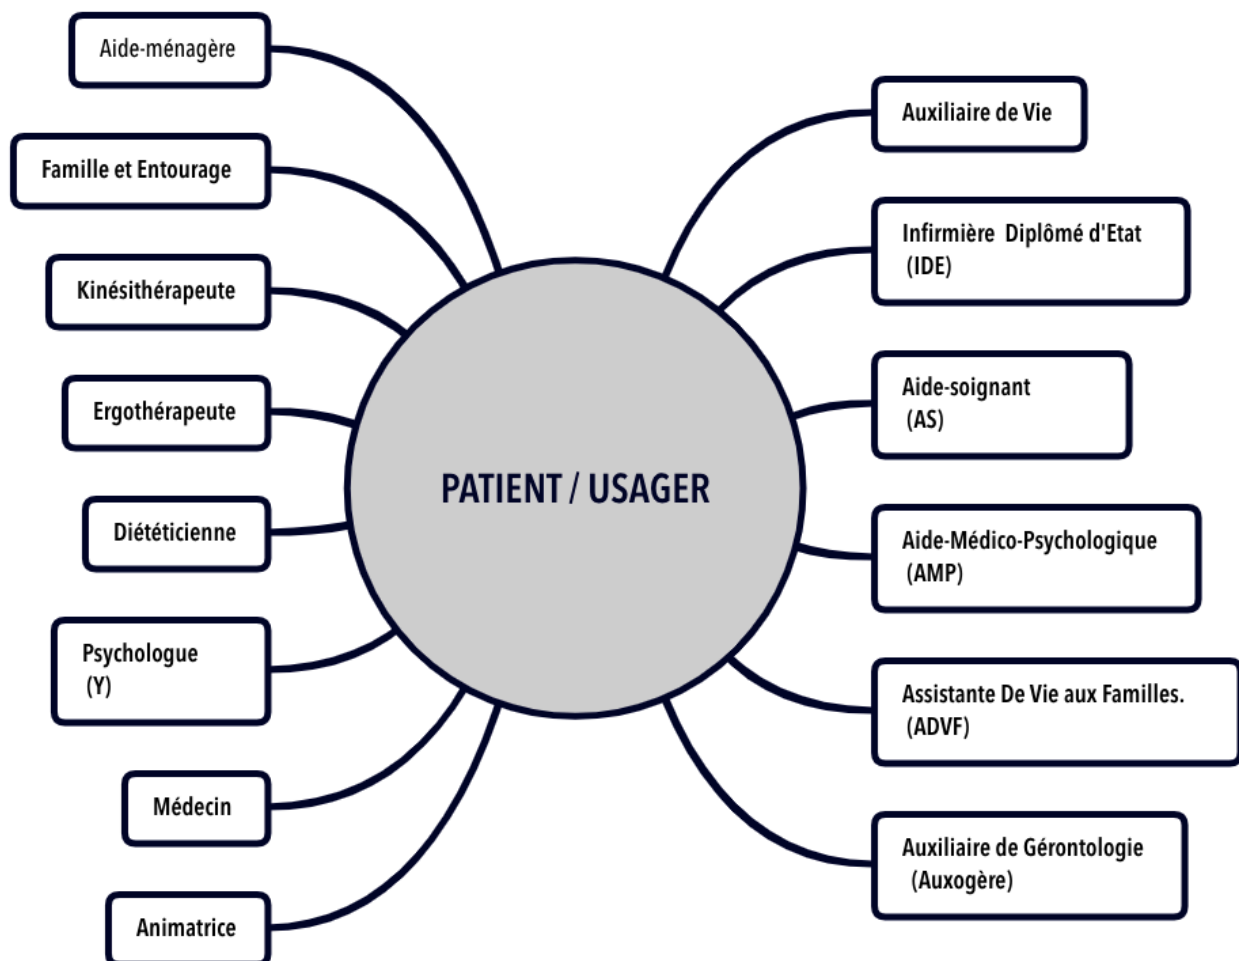 Aide-ménagère
Famille et Entourage
Kinésithérapeute
Ergothérapeute
Diététicienne
Psychologue
(Y)
Médecin
Animatrice
PATIENT / USAGER
Auxiliaire de Vie
Infirmière  Diplômé d'Etat
(IDE)
Aide-soignant
(AS)
Aide-Médico-Psychologique
(AMP)
Assistante De Vie aux Familles.
(ADVF)
Auxiliaire de Gérontologie
(Auxogère)